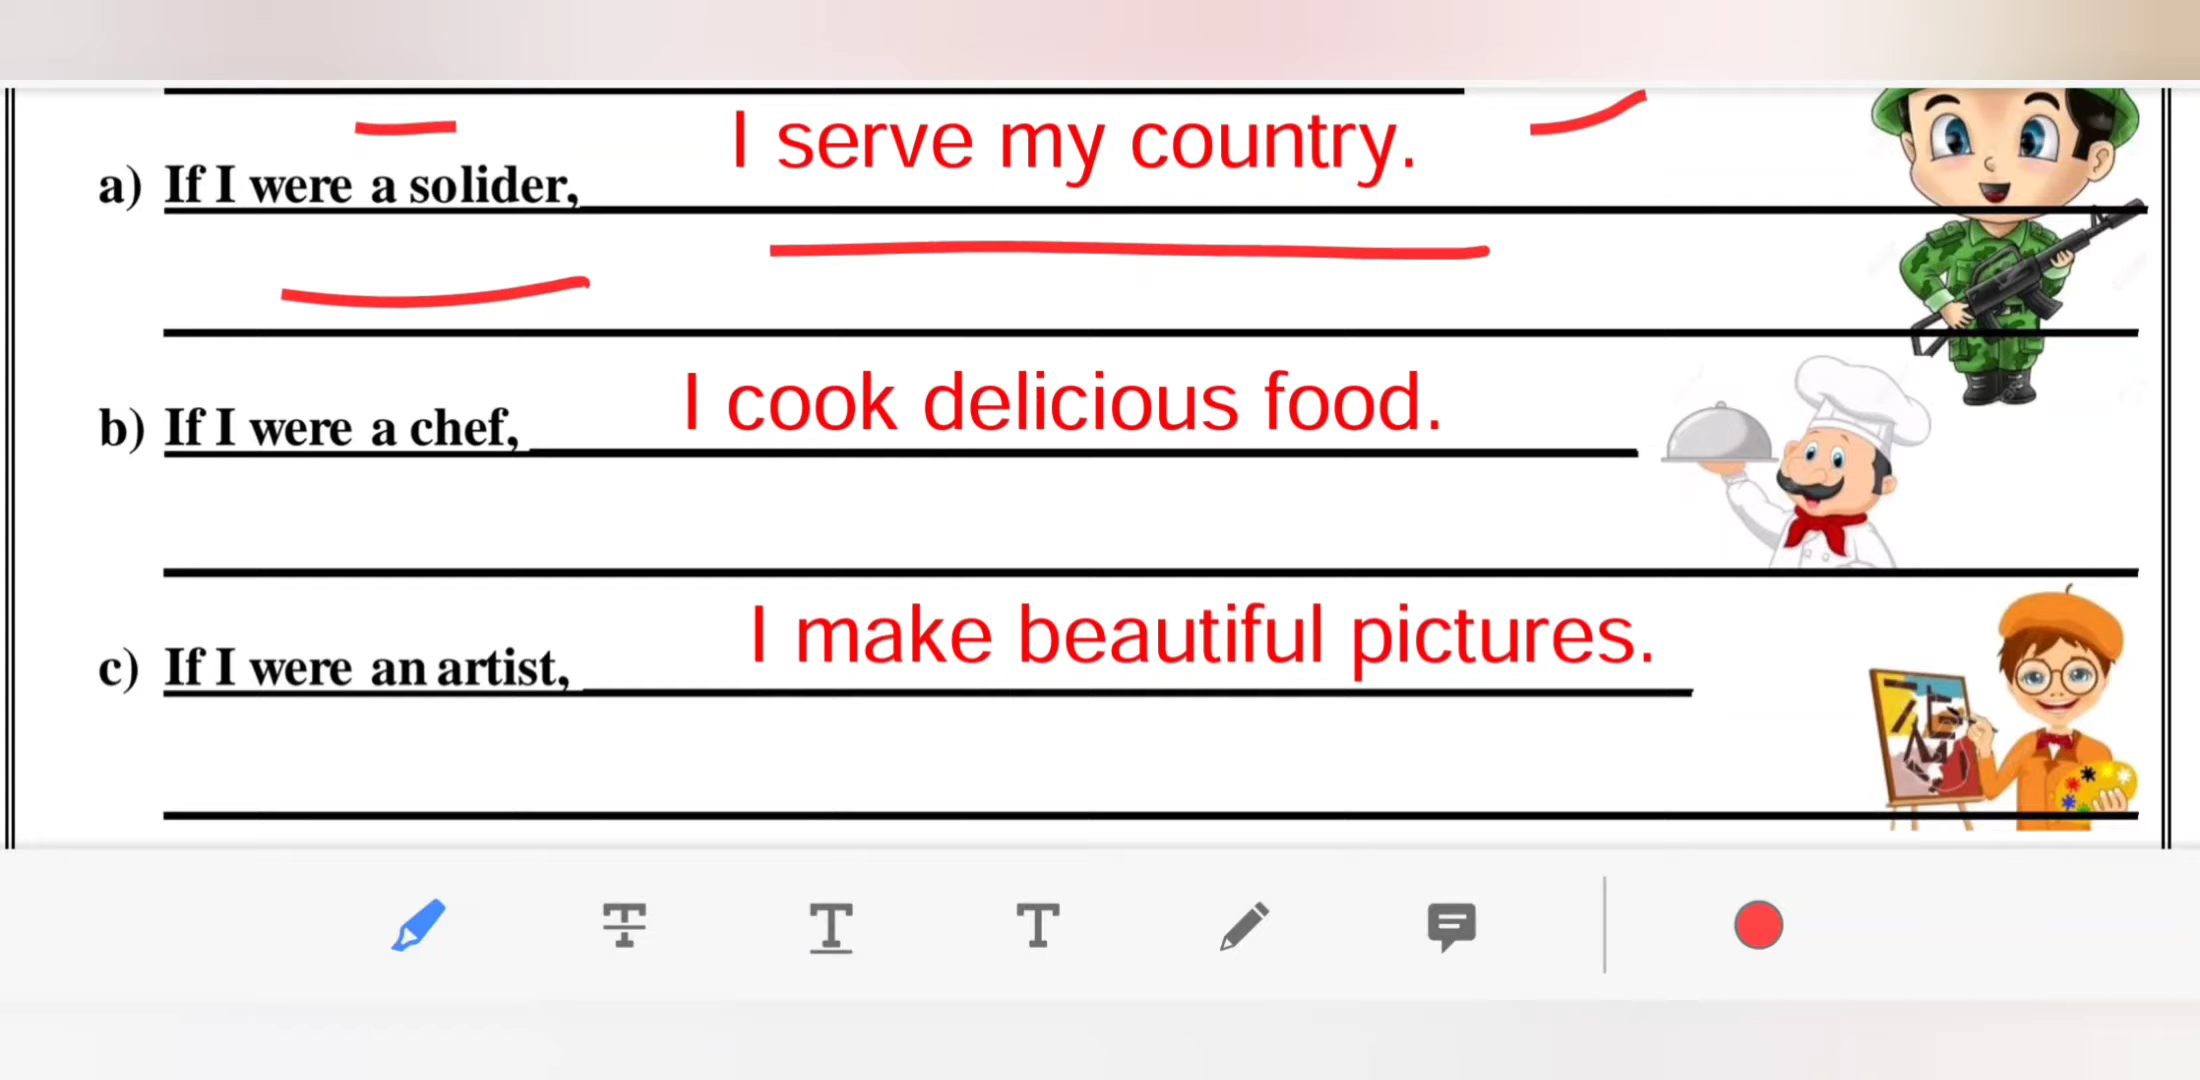 I serve my country.
a) If I were a solider,
I cook delicious food.
b) If I were a chef,
I make beautiful pictures.
c) If I were an artist,